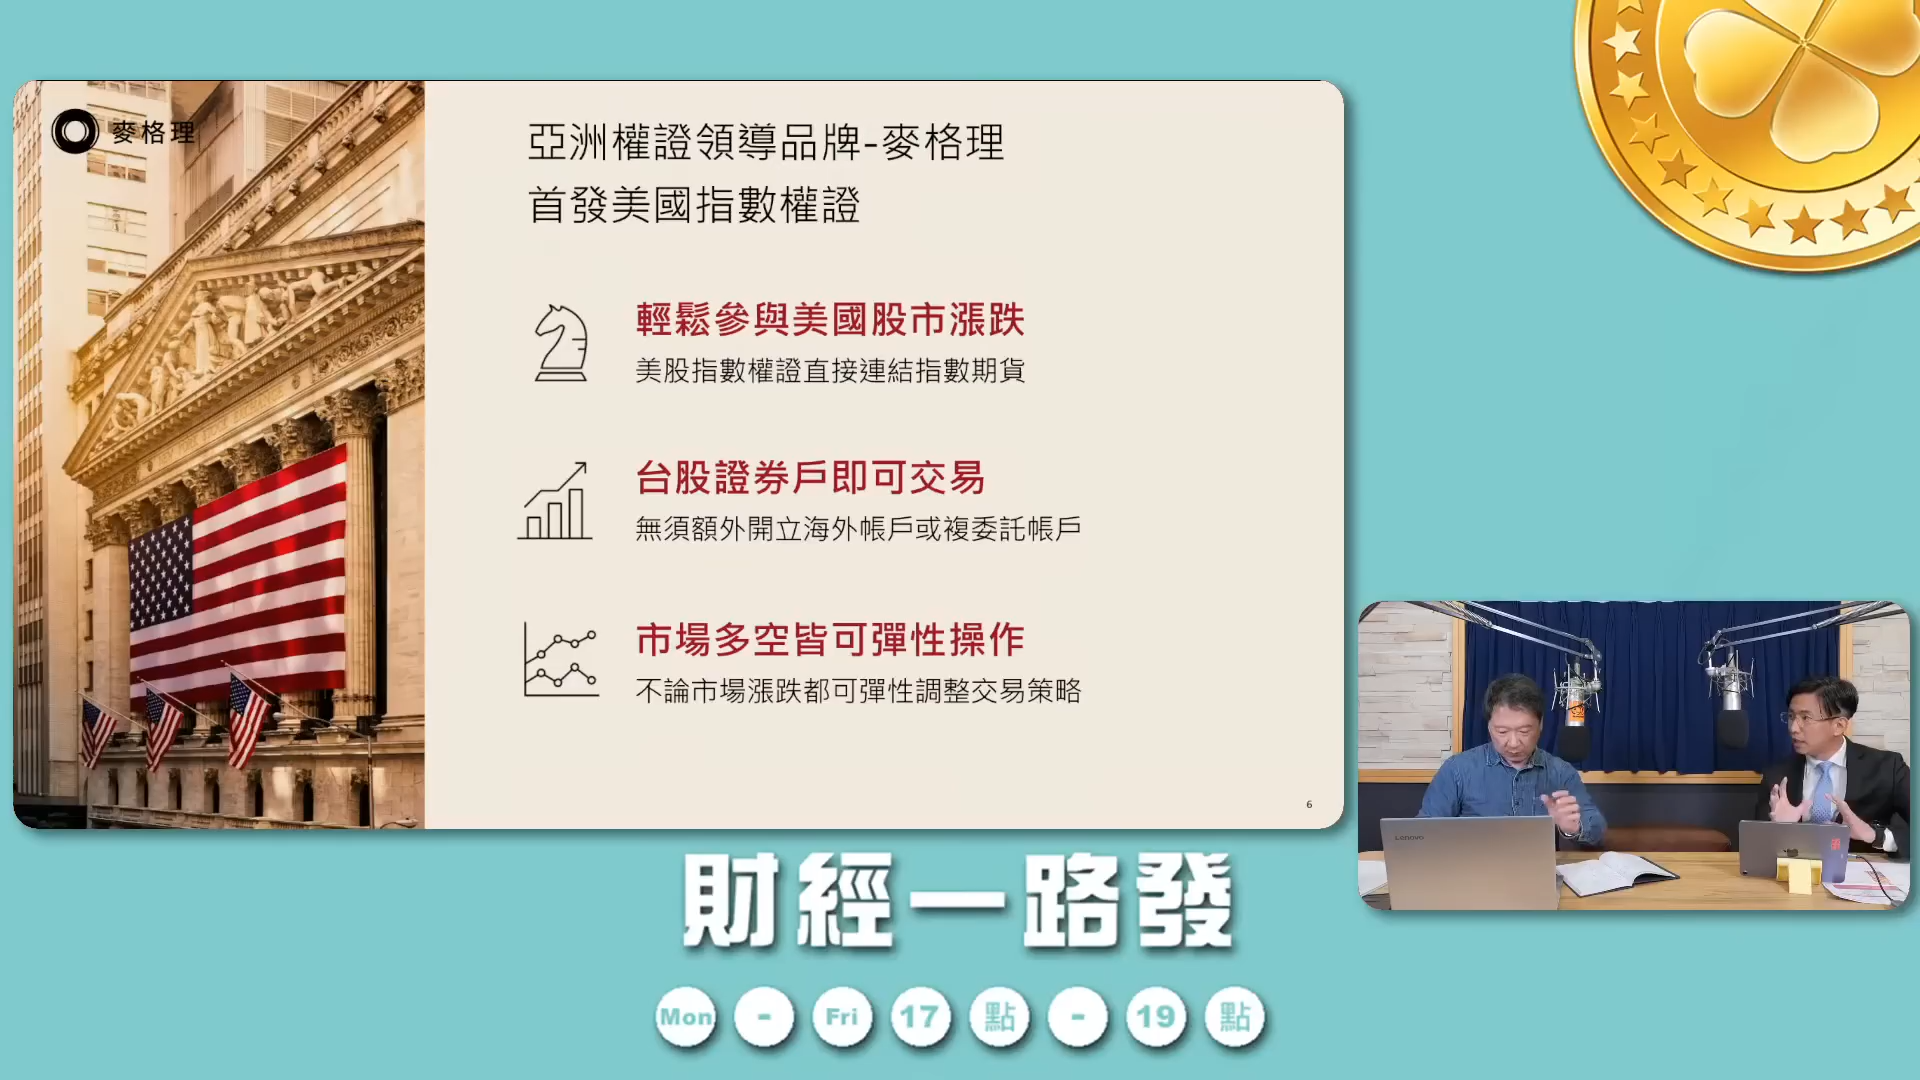 麥格理
亞洲權證領導品牌-麥格理
首發美國指數權證
輕鬆參與美國股市漲跌
美股指數權證直接連結指數期貨
台股證券戶即可交易
無須額外開立海外帳戶或複委託帳戶
市場多空皆可彈性操作
不論市場漲跌都可彈性調整交易策略
6
Lenovo
財經一路發
Mon - Fri 17 點 - 19 點